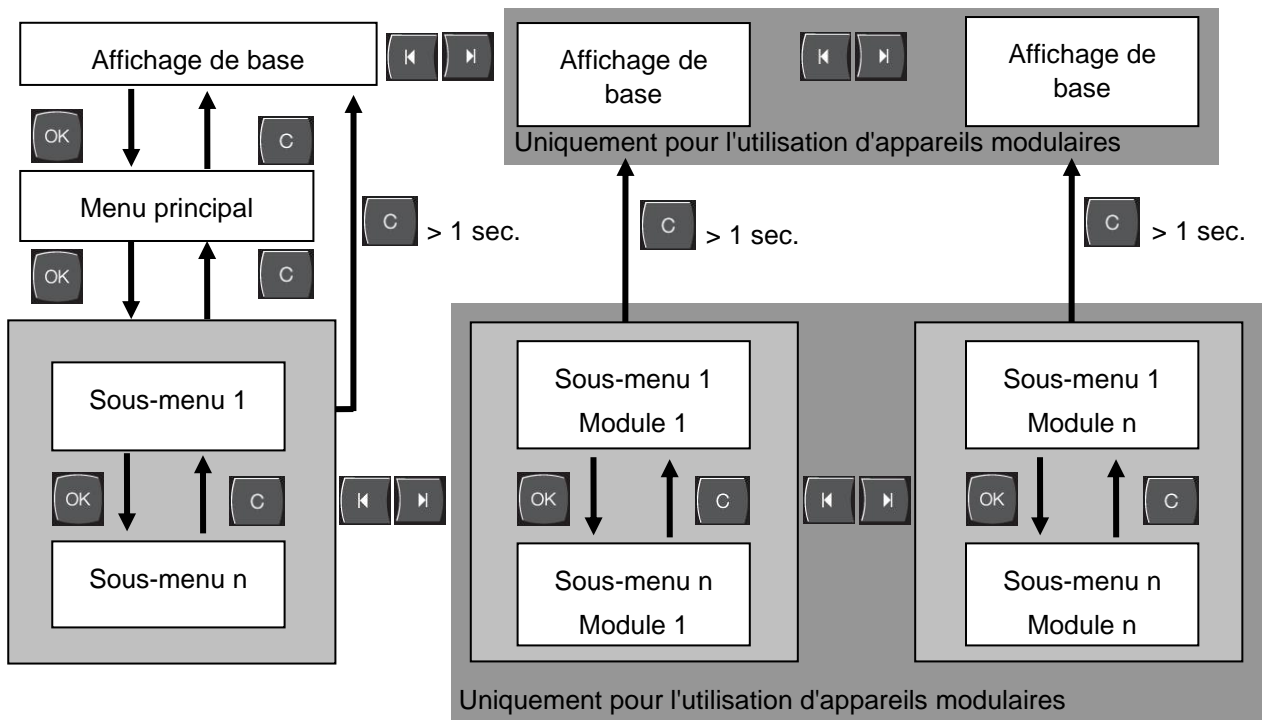 Affichage de base
Affichage de
base
Affichage de
base
Uniquement pour l'utilisation d'appareils modulaires
OK
C
Menu principal
C > 1 sec.
C > 1 sec.
C > 1 sec.
OK
C
Sous-menu 1
Sous-menu 1
Module 1
Sous-menu 1
Module n
OK
C
OK
C
OK
C
Sous-menu n
Sous-menu n
Module 1
Sous-menu n
Module n
Uniquement pour l'utilisation d'appareils modulaires